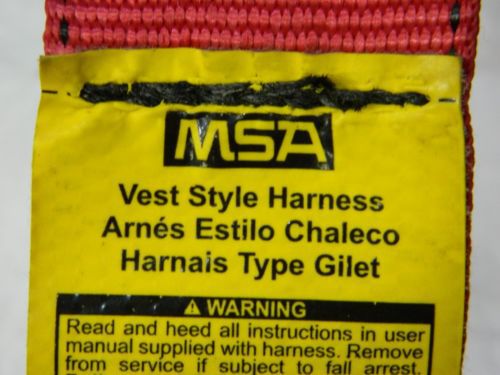 MSA
Vest Style Harness
Arnés Estilo Chaleco
Harnais Type Gilet
WARNING
Read and heed all instructions in user
manual supplied with harness. Remove
from service if subject to fall arrest.